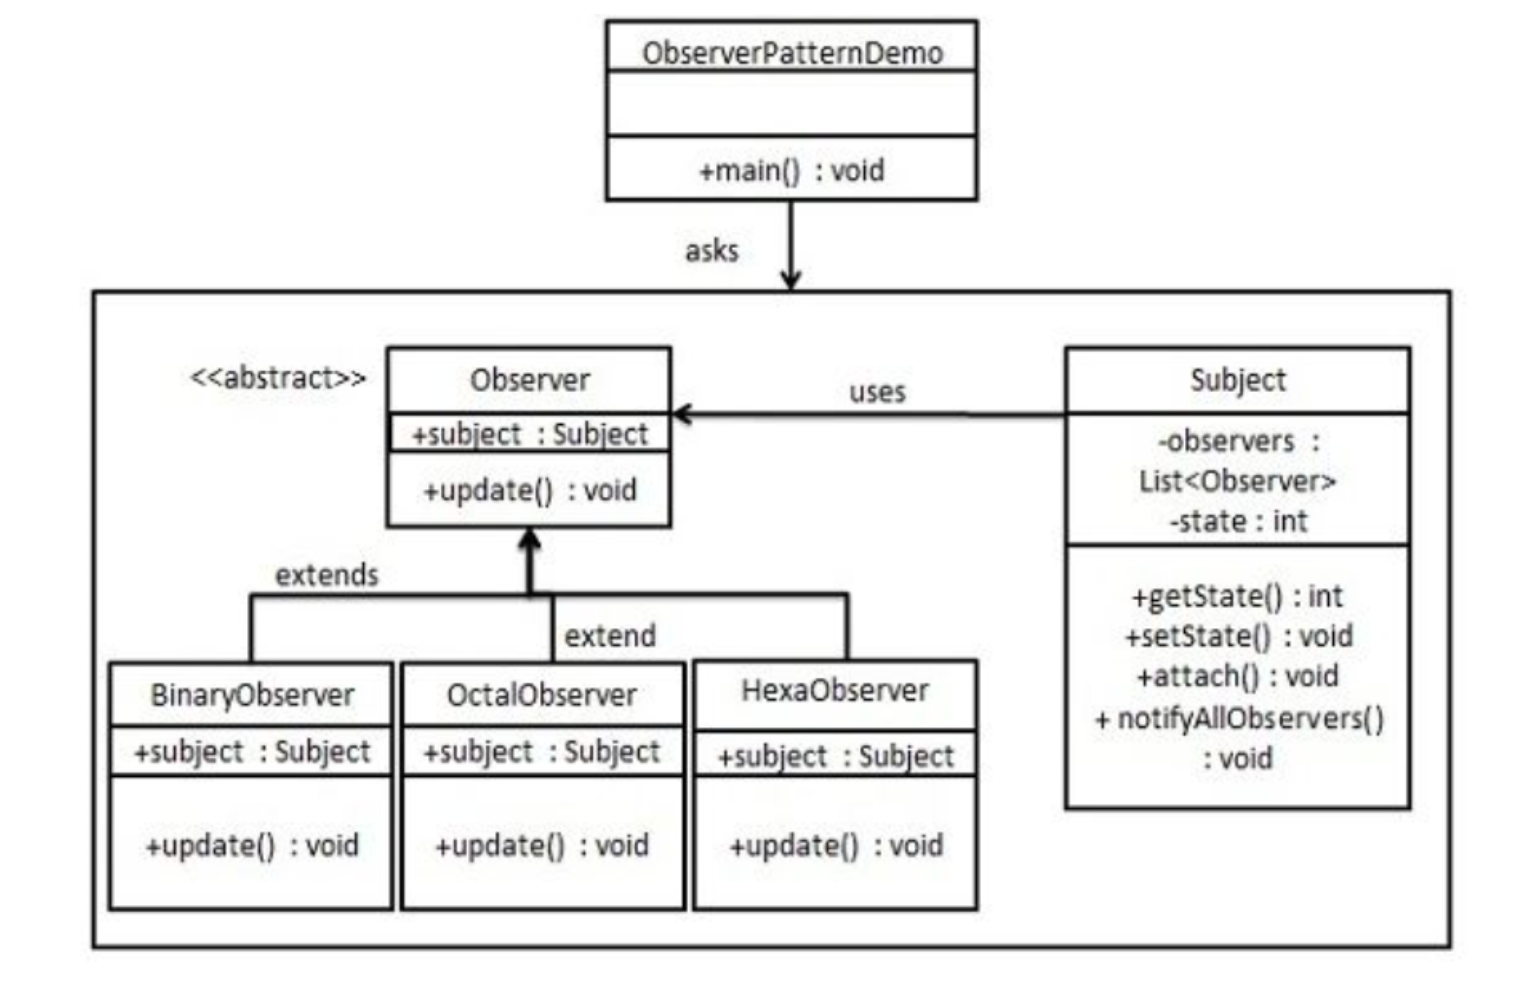 ObserverPatternDemo
+main() : void
asks
<<abstract>>
Observer
+subject : Subject
+update() : void
uses
Subject
-observers :
List<Observer>
-state : int
+getState() : int
+setState() : void
+attach() : void
+ notifyAllObservers()
: void
extends
extend
BinaryObserver
+subject : Subject
+update() : void
OctalObserver
+subject : Subject
+update() : void
HexaObserver
+subject : Subject
+update() : void